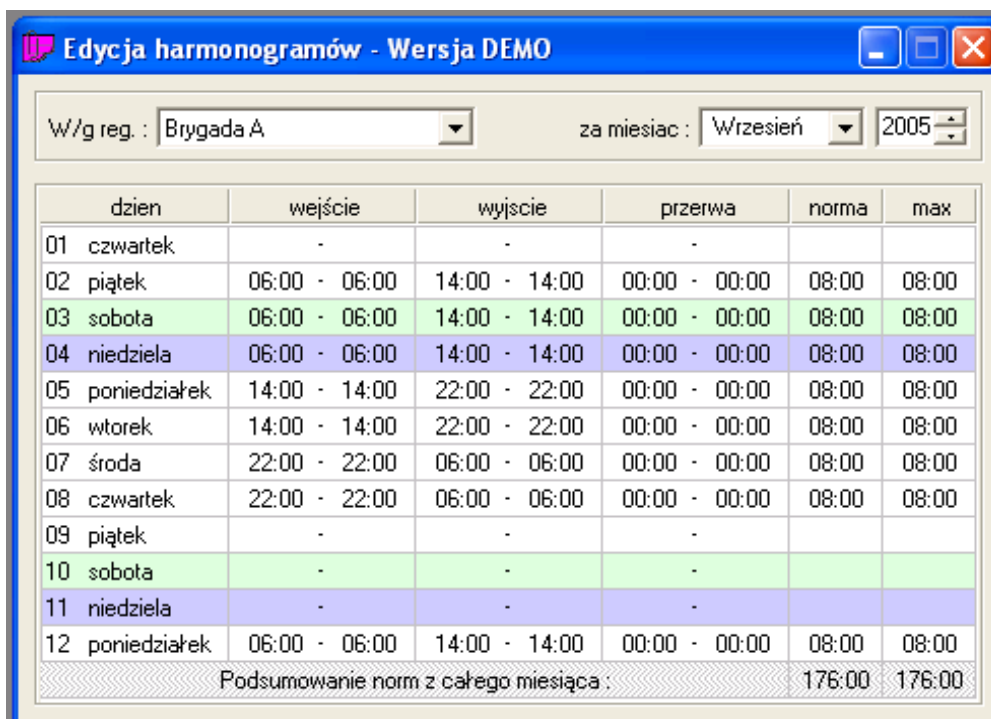 Edycja harmonogramów - Wersja DEMO
W/g reg. : Brygada A za miesiac : Wrzesień 2005
dzien wejście wyjscie przerwa norma max
01 czwartek - - -
02 piątek 06:00 - 06:00 14:00 - 14:00 00:00 - 00:00 08:00 08:00
03 sobota 06:00 - 06:00 14:00 - 14:00 00:00 - 00:00 08:00 08:00
04 niedziela 06:00 - 06:00 14:00 - 14:00 00:00 - 00:00 08:00 08:00
05 poniedziałek 14:00 - 14:00 22:00 - 22:00 00:00 - 00:00 08:00 08:00
06 wtorek 14:00 - 14:00 22:00 - 22:00 00:00 - 00:00 08:00 08:00
07 środa 22:00 - 22:00 06:00 - 06:00 00:00 - 00:00 08:00 08:00
08 czwartek 22:00 - 22:00 06:00 - 06:00 00:00 - 00:00 08:00 08:00
09 piątek - - -
10 sobota - - -
11 niedziela - - -
12 poniedziałek 06:00 - 06:00 14:00 - 14:00 00:00 - 00:00 08:00 08:00
Podsumowanie norm z całego miesiąca : 176:00 176:00